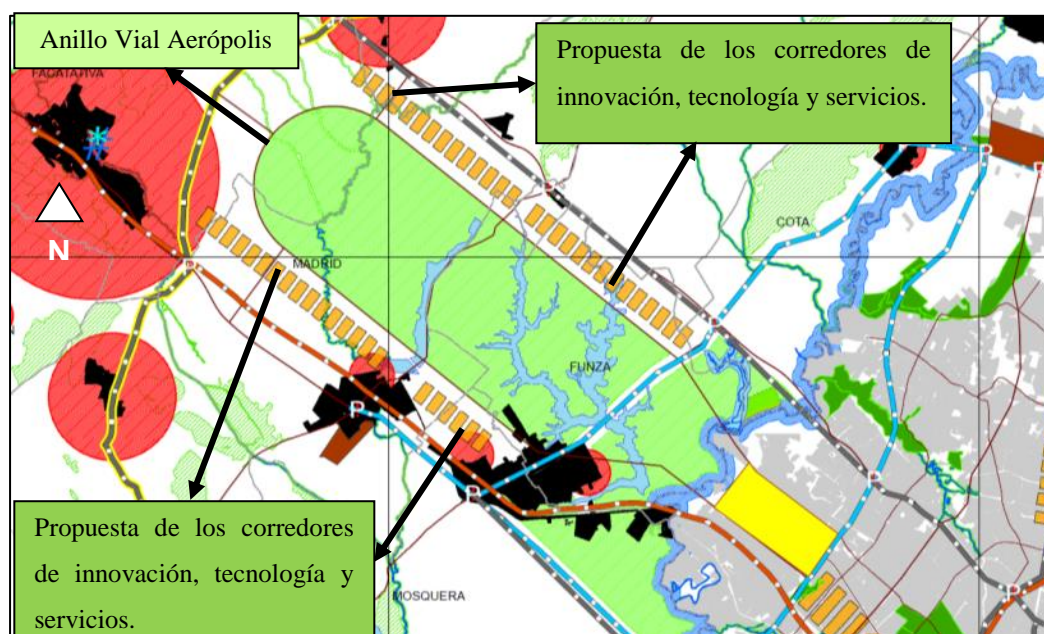 Anillo Vial Aerópolis
Propuesta de los corredores de
innovación, tecnología y servicios.
FACATATIVA
N
COTA
MADRID
FUNZA
P
P
P
P
P
MOSQUERA
Propuesta de los corredores
de innovación, tecnología y
servicios.